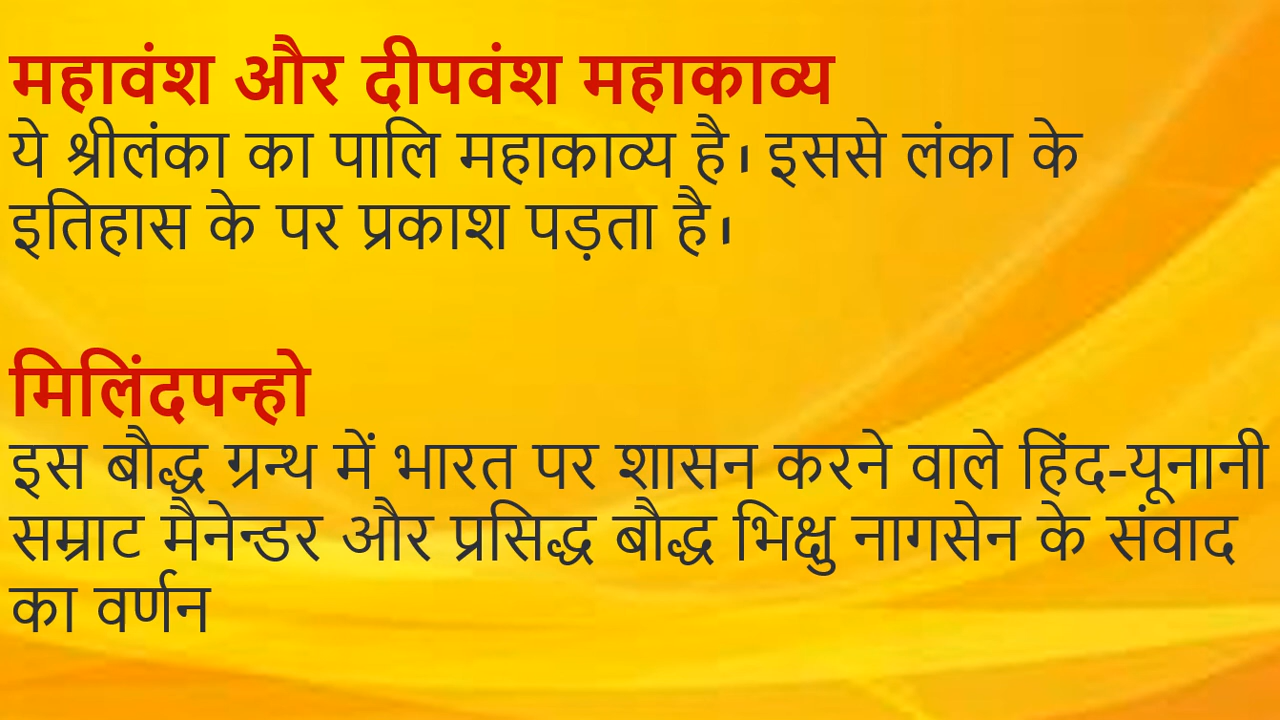 महावंश और दीपवंश महाकाव्य
ये श्रीलंका का पालि महाकाव्य है। इससे लंका के
इतिहास के पर प्रकाश पड़ता है।
मिलिंदपन्हो
इस बौद्ध ग्रन्थ में भारत पर शासन करने वाले हिंद-यूनानी
सम्राट मैनेन्डर और प्रसिद्ध बौद्ध भिक्षु नागसेन के संवाद
का वर्णन